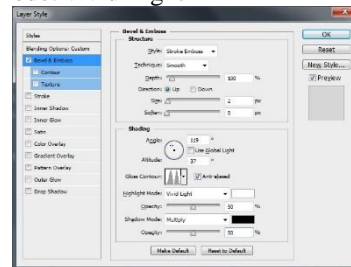 Layer Style
Styles
Blending Options: Custom
Bevel & Emboss
Contour
Texture
Stroke
Inner Shadow
Inner Glow
Satin
Color Overlay
Gradient Overlay
Pattern Overlay
Outer Glow
Drop Shadow
Bevel & Emboss
Structure
Style: Stroke Emboss
Technique: Smooth
Depth: 100 %
Direction: Up Down
Size: 2 px
Soften: 0 px
Shading
Angle: 119 °
Use Global Light
Altitude: 37 °
Gloss Contour: Anti-aliased
Highlight Mode: Vivid Light
Opacity: 50 %
Shadow Mode: Multiply
Opacity: 50 %
Make Default Reset to Default
OK
Reset
New Style...
Preview